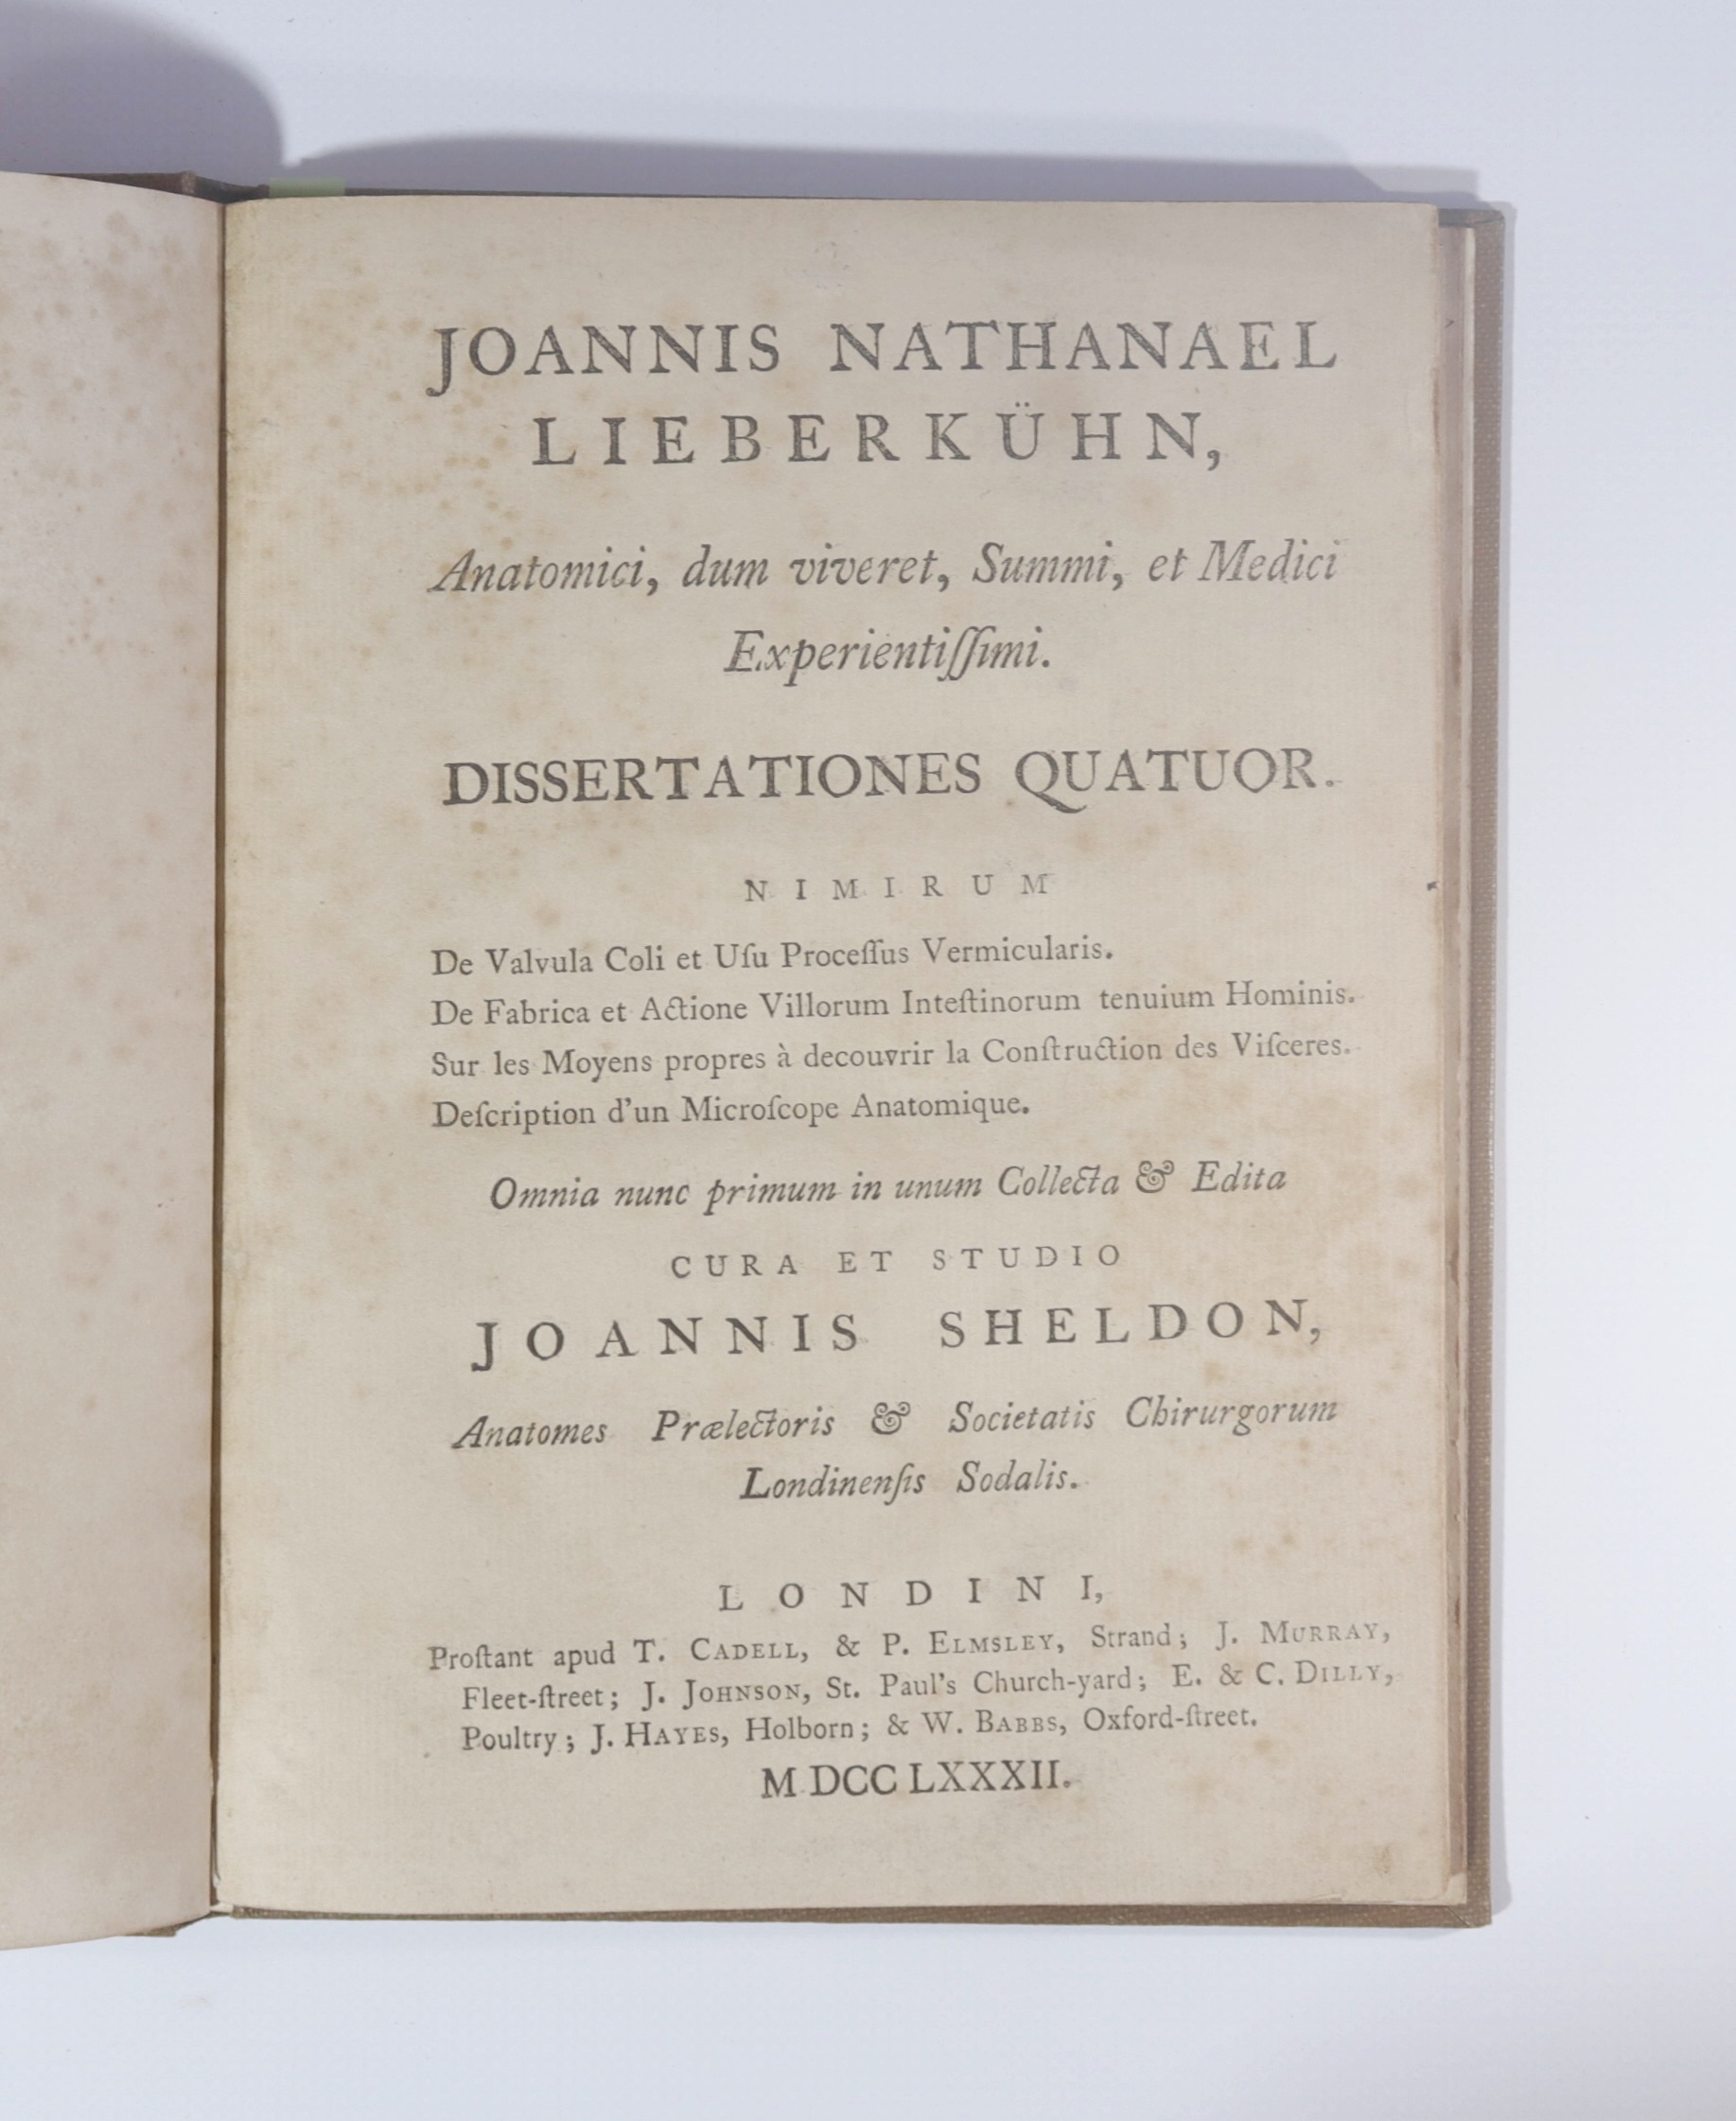 JOANNIS NATHANAEL
LIEBERKÜHN,
Anatomici, dum viveret, Summi, et Medici
Experientiſſimi.
DISSERTATIONES QUATUOR.
NIMIRUM
De Valvula Coli et Uſu Proceſſus Vermicularis.
De Fabrica et Actione Villorum Inteſtinorum tenuium Hominis.
Sur les Moyens propres à decouvrir la Conſtruction des Viſceres.
Deſcription d'un Microſcope Anatomique.
Omnia nunc primum in unum Collecta & Edita
CURA ET STUDIO
JOANNIS SHELDON,
Anatomes Prælectoris & Societatis Chirurgorum
Londinenſis Sodalis.
LONDINI,
Proſtant apud T. CADELL, & P. ELMSLEY, Strand; J. MURRAY,
Fleet-ſtreet; J. JOHNSON, St. Paul's Church-yard; E. & C. DILLY,
Poultry; J. HAYES, Holborn; & W. BABBS, Oxford-ſtreet.
M DCC LXXXII.